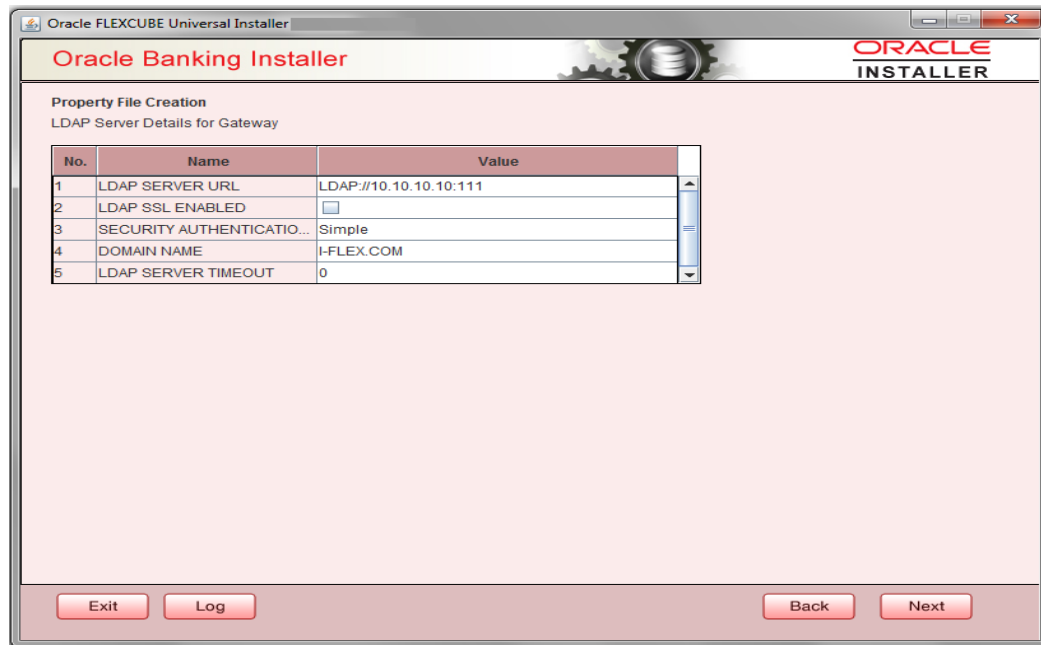 Oracle FLEXCUBE Universal Installer
Oracle Banking Installer
ORACLE
INSTALLER
Property File Creation
LDAP Server Details for Gateway
No. Name Value
1 LDAP SERVER URL LDAP://10.10.10.10:111
2 LDAP SSL ENABLED
3 SECURITY AUTHENTICATIO... Simple
4 DOMAIN NAME I-FLEX.COM
5 LDAP SERVER TIMEOUT 0
Exit Log Back Next